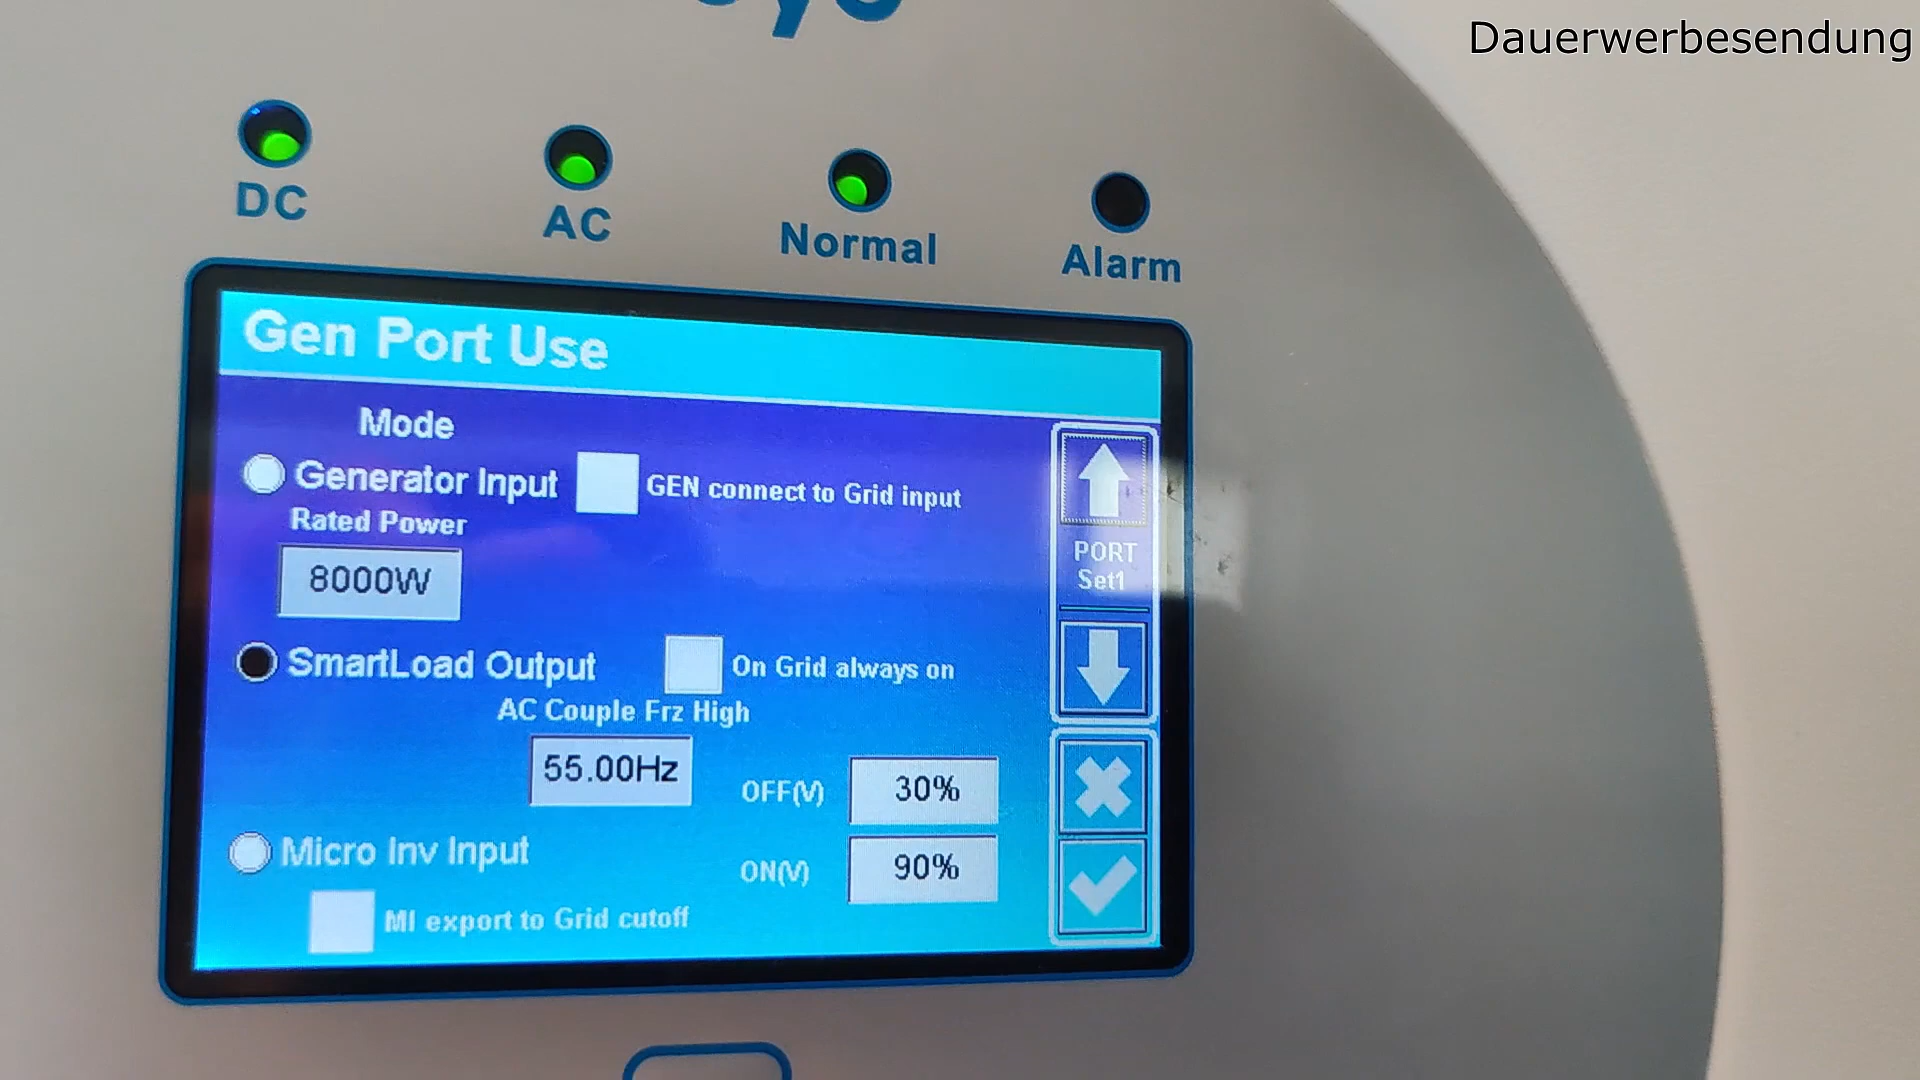 Dauerwerbesendung
DC
AC
Normal
Alarm
Gen Port Use
Mode
Generator Input
GEN connect to Grid input
Rated Power
8000W
PORT
Set1
SmartLoad Output
On Grid always on
AC Couple Frz High
55.00Hz
OFF(V)
30%
Micro Inv Input
ON(V)
90%
MI export to Grid cutoff